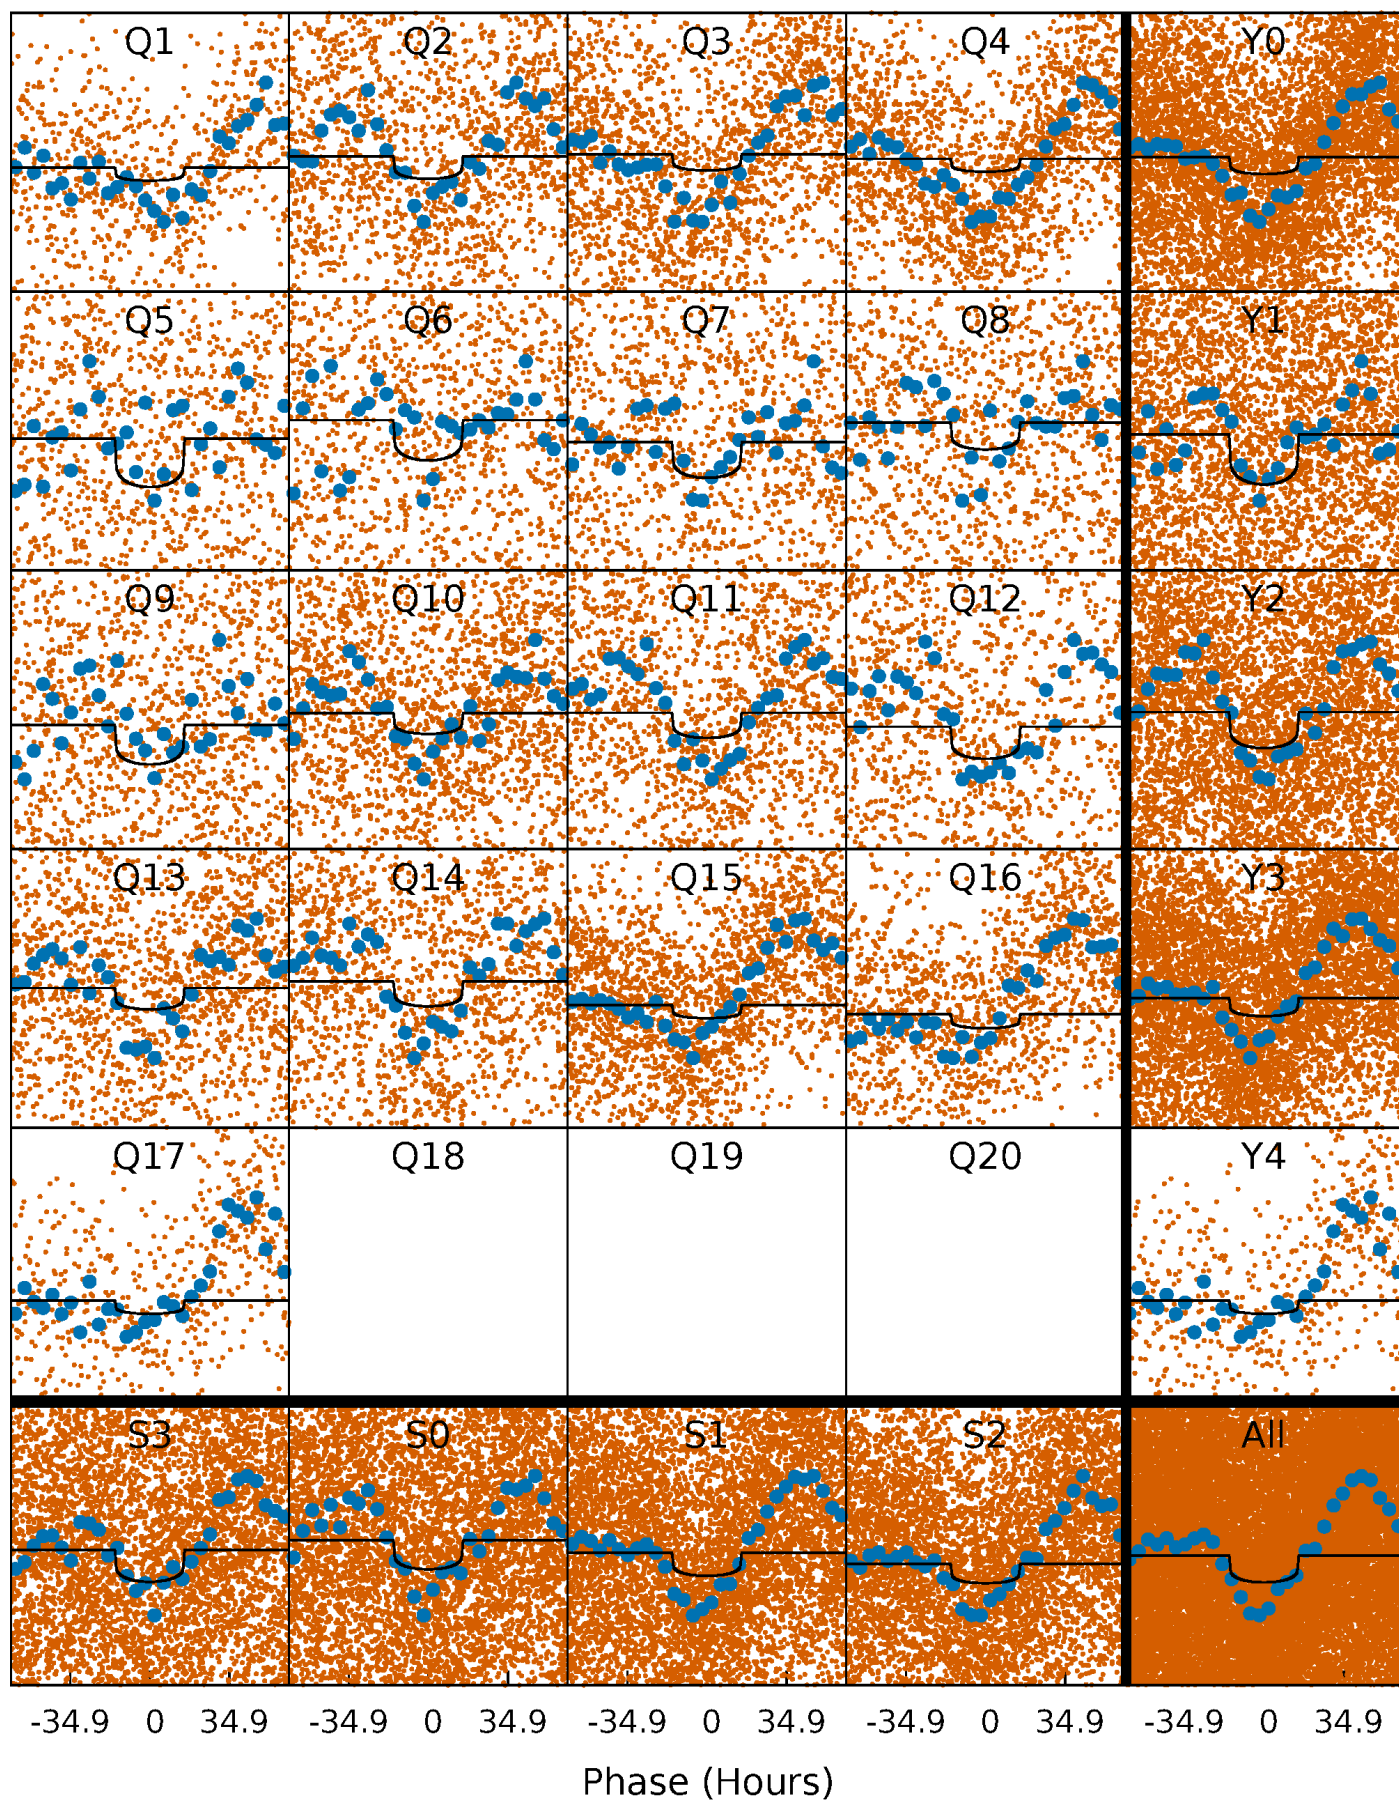 Q1 Q2 Q3 Q4 Y0
Q5 Q6 Q7 Q8 Y1
Q9 Q10 Q11 Q12 Y2
Q13 Q14 Q15 Q16 Y3
Q17 Q18 Q19 Q20 Y4
S3 S0 S1 S2 All
-34.9 0 34.9 -34.9 0 34.9 -34.9 0 34.9 -34.9 0 34.9 -34.9 0 34.9
Phase (Hours)